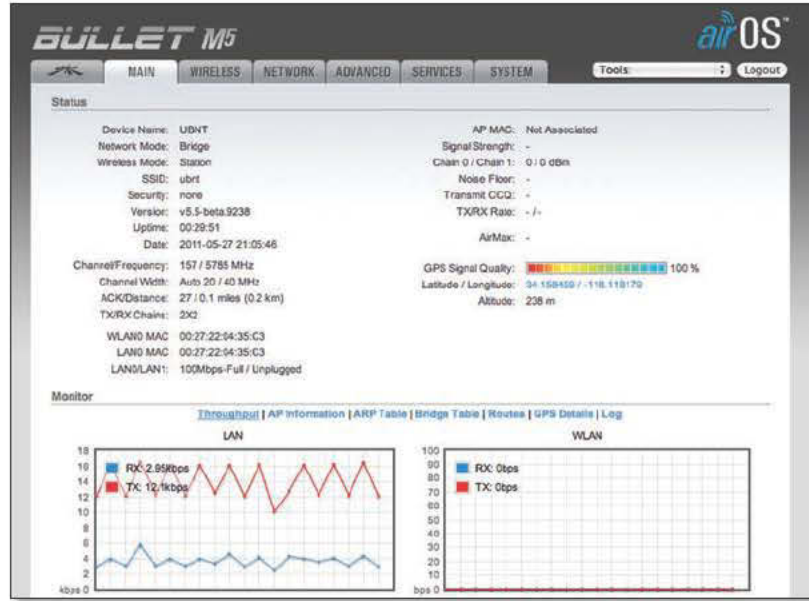 BULLET M5
airOS™
MAIN WIRELESS NETWORK ADVANCED SERVICES SYSTEM Tools: Logout
Status
Device Name: UBNT
Network Mode: Bridge
Wireless Mode: Station
SSID: ubnt
Security: none
Version: v5.5-beta.9238
Uptime: 00:29:51
Date: 2011-05-27 21:05:46
Channel/Frequency: 157 / 5785 MHz
Channel Width: Auto 20 / 40 MHz
ACK/Distance: 27 / 0.1 miles (0.2 km)
TX/RX Chains: 2X2
WLAN0 MAC 00:27:22:04:35:C3
LAN0 MAC 00:27:22:04:35:C3
LAN0/LAN1: 100Mbps-Full / Unplugged
AP MAC: Not Associated
Signal Strength: -
Chain 0 / Chain 1: 0 / 0 dBm
Noise Floor: -
Transmit CCQ: -
TX/RX Rate: - / -
AirMax: -
GPS Signal Quality: 100 %
Latitude / Longitude: 34.158459 / -118.118179
Altitude: 238 m
Monitor
Throughput | AP Information | ARP Table | Bridge Table | Routes | GPS Details | Log
LAN
18
16
14
12
10
8
6
4
2
kbps 0
RX: 2.95kbps
TX: 12.1kbps
WLAN
100
90
80
70
60
50
40
30
20
10
bps 0
RX: 0bps
TX: 0bps